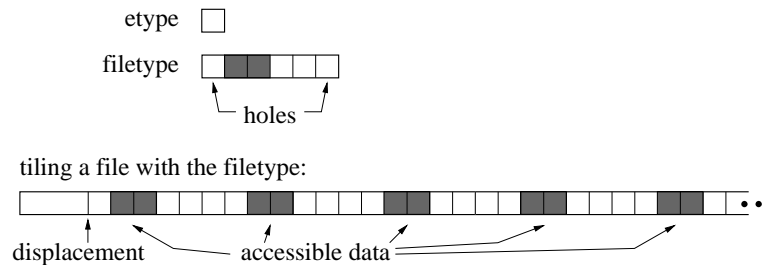 etype
filetype
holes
tiling a file with the filetype:
displacement
accessible data